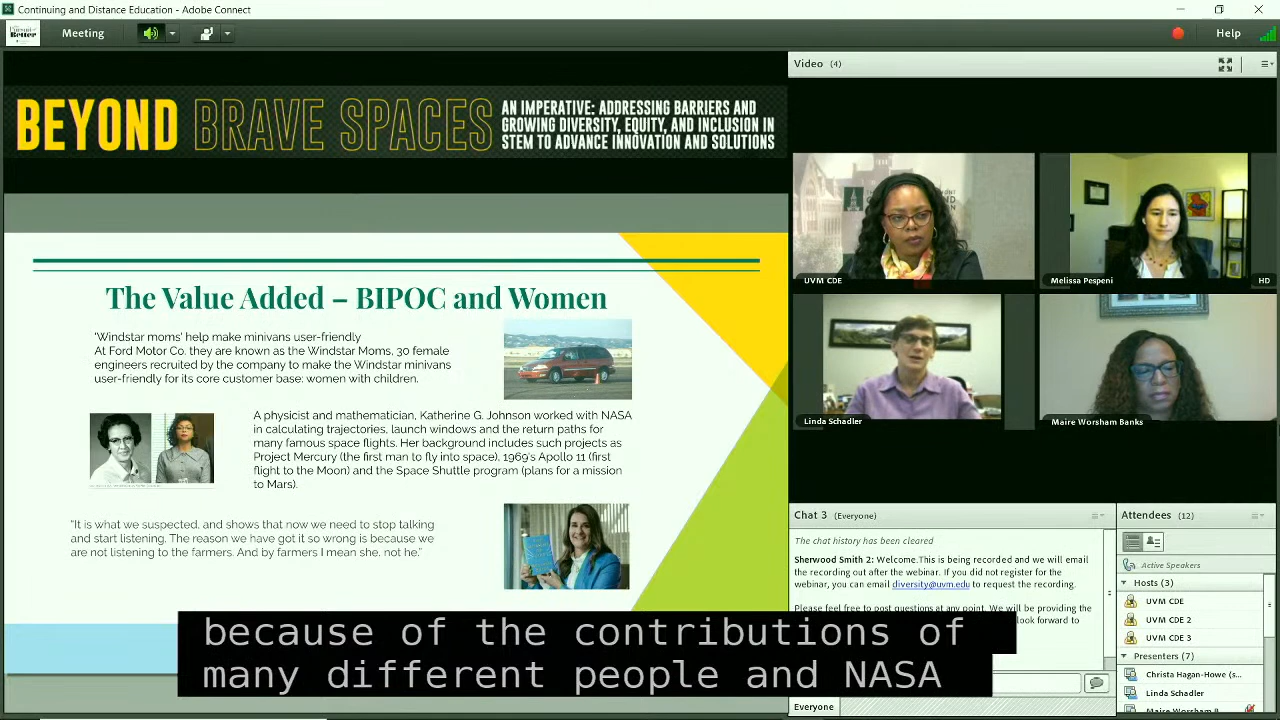 Continuing and Distance Education - Adobe Connect
Pursuit of
Better
Meeting
Help
BEYOND BRAVE SPACES
AN IMPERATIVE: ADDRESSING BARRIERS AND
GROWING DIVERSITY, EQUITY, AND INCLUSION IN
STEM TO ADVANCE INNOVATION AND SOLUTIONS
The Value Added – BIPOC and Women
'Windstar moms' help make minivans user-friendly
At Ford Motor Co. they are known as the Windstar Moms, 30 female
engineers recruited by the company to make the Windstar minivans
user-friendly for its core customer base: women with children.
A physicist and mathematician, Katherine G. Johnson worked with NASA
in calculating trajectories, launch windows and the return paths for
many famous space flights. Her background includes such projects as
Project Mercury (the first man to fly into space), 1969's Apollo 11 (first
flight to the Moon) and the Space Shuttle program (plans for a mission
to Mars).
"It is what we suspected, and shows that now we need to stop talking
and start listening. The reason we have got it so wrong is because we
are not listening to the farmers. And by farmers I mean she, not he."
because of the contributions of
many different people and NASA
Video (4)
UVM CDE
Melissa Pespeni
HD
Linda Schadler
Maire Worsham Banks
Chat 3 (Everyone)
The chat history has been cleared
Sherwood Smith 2: Welcome.This is being recorded and we will email
the recording out after the webinar. If you did not register for the
webinar, you can email diversity@uvm.edu to request the recording.
Please feel free to post questions at any point. We will be providing the
look forward to
Everyone
Attendees (12)
Active Speakers
Hosts (3)
UVM CDE
UVM CDE 2
UVM CDE 3
Presenters (7)
Christa Hagan-Howe (s...
Linda Schadler
Maire Worsham B...